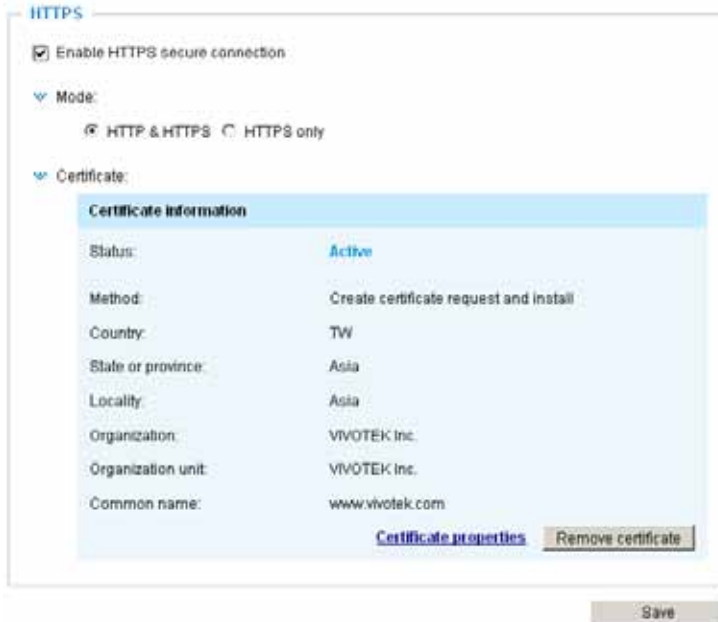 HTTPS
Enable HTTPS secure connection
Mode:
HTTP & HTTPS HTTPS only
Certificate:
Certificate information
Status: Active
Method: Create certificate request and install
Country: TW
State or province: Asia
Locality: Asia
Organization: VIVOTEK Inc.
Organization unit: VIVOTEK Inc.
Common name: www.vivotek.com
Certificate properties Remove certificate
Save